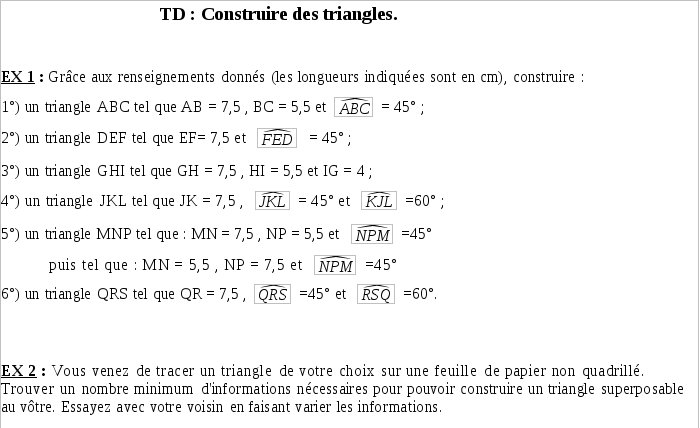 TD : Construire des triangles.
EX 1 : Grâce aux renseignements donnés (les longueurs indiquées sont en cm), construire :
1°) un triangle ABC tel que AB = 7,5 , BC = 5,5 et ABC = 45° ;
2°) un triangle DEF tel que EF= 7,5 et FED = 45° ;
3°) un triangle GHI tel que GH = 7,5 , HI = 5,5 et IG = 4 ;
4°) un triangle JKL tel que JK = 7,5 , JKL = 45° et KJL =60° ;
5°) un triangle MNP tel que : MN = 7,5 , NP = 5,5 et NPM =45°
puis tel que : MN = 5,5 , NP = 7,5 et NPM =45°
6°) un triangle QRS tel que QR = 7,5 , QRS =45° et RSQ =60°.
EX 2 : Vous venez de tracer un triangle de votre choix sur une feuille de papier non quadrillé.
Trouver un nombre minimum d'informations nécessaires pour pouvoir construire un triangle superposable
au vôtre. Essayez avec votre voisin en faisant varier les informations.